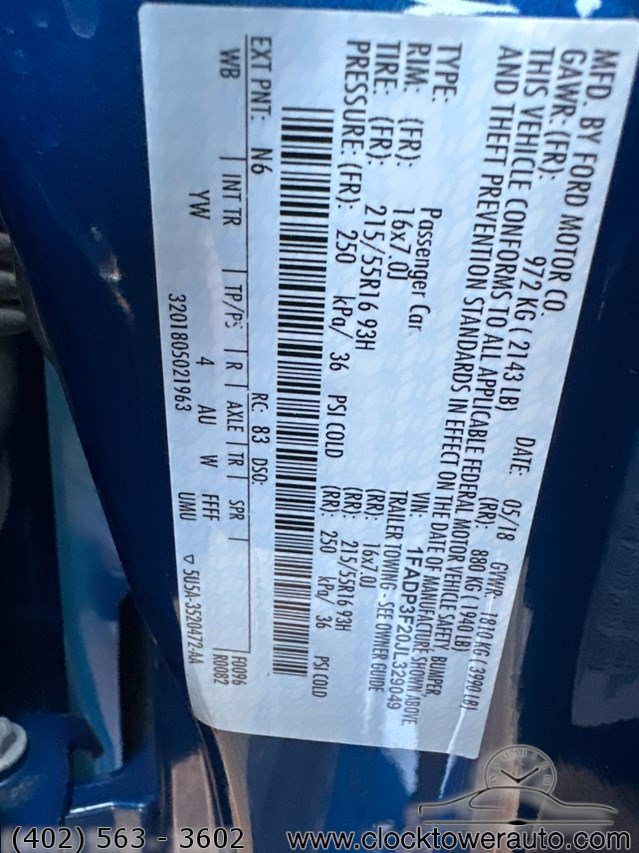 MFD. BY FORD MOTOR CO. DATE: 05/18 GVWR: 1810 KG ( 3990 LB)
GAWR: (FR): 972 KG ( 2143 LB) (RR): 880 KG ( 1940 LB)
THIS VEHICLE CONFORMS TO ALL APPLICABLE FEDERAL MOTOR VEHICLE SAFETY, BUMPER,
AND THEFT PREVENTION STANDARDS IN EFFECT ON THE DATE OF MANUFACTURE SHOWN ABOVE
VIN: 1FADP3F20JL329049
TYPE: Passenger Car TRAILER TOWING - SEE OWNER GUIDE
RIM: (FR): 16x7.0J (RR): 16x7.0J
TIRE: (FR): 215/55R16 93H (RR): 215/55R16 93H
PRESSURE: (FR): 250 kPa/ 36 PSI COLD (RR): 250 kPa/ 36 PSI COLD
EXT PNT: N6 RC: 83 DSO: F0096
R0082
WB INT TR TP/PS R AXLE TR SPR
YW 4 AU W FFFF
3201805021963 UMU ▽ 5U5A-3520472-AA
(402) 563 - 3602 www.clocktowerauto.com